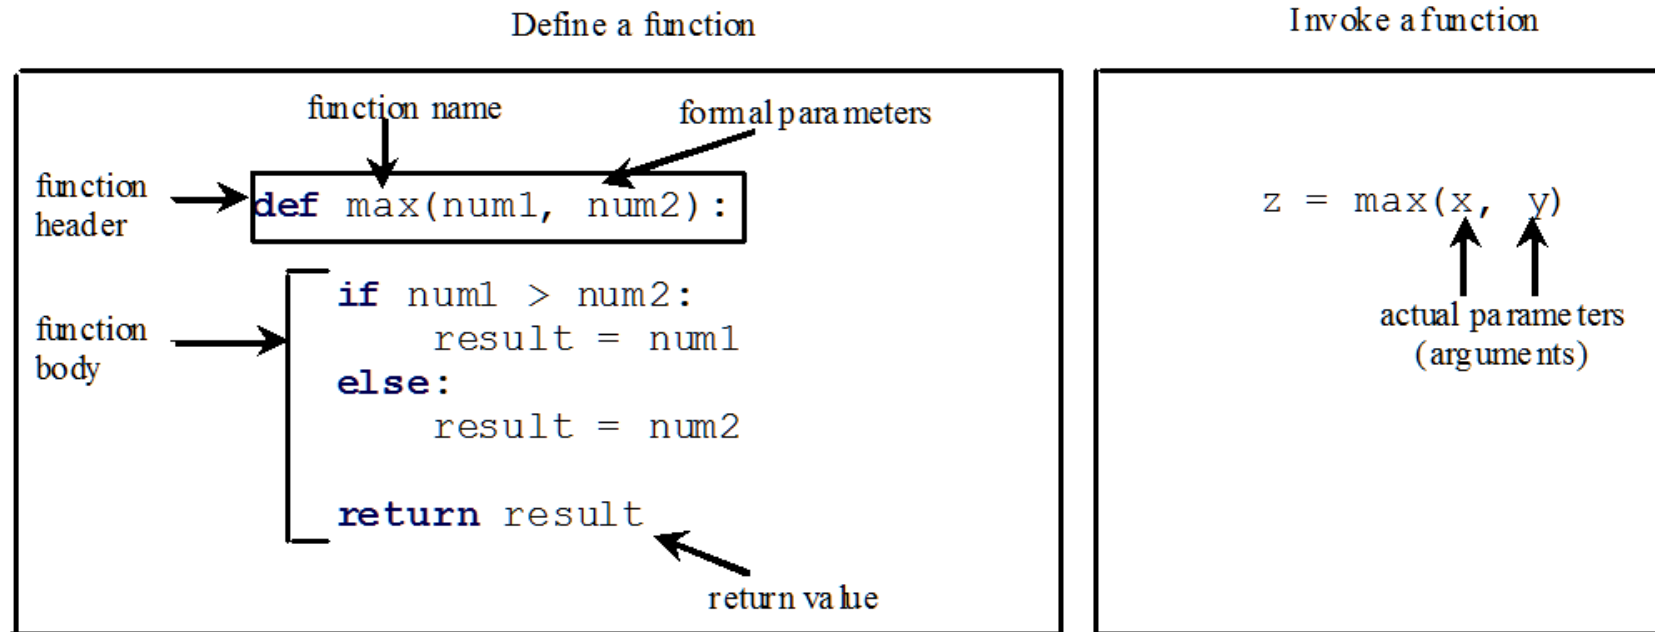 Define a function
Invoke a function
function name
formal parameters
function
header
def max(num1, num2):
function
body
if num1 > num2:
result = num1
else:
result = num2
return result
return value
z = max(x, y)
actual parameters
(arguments)